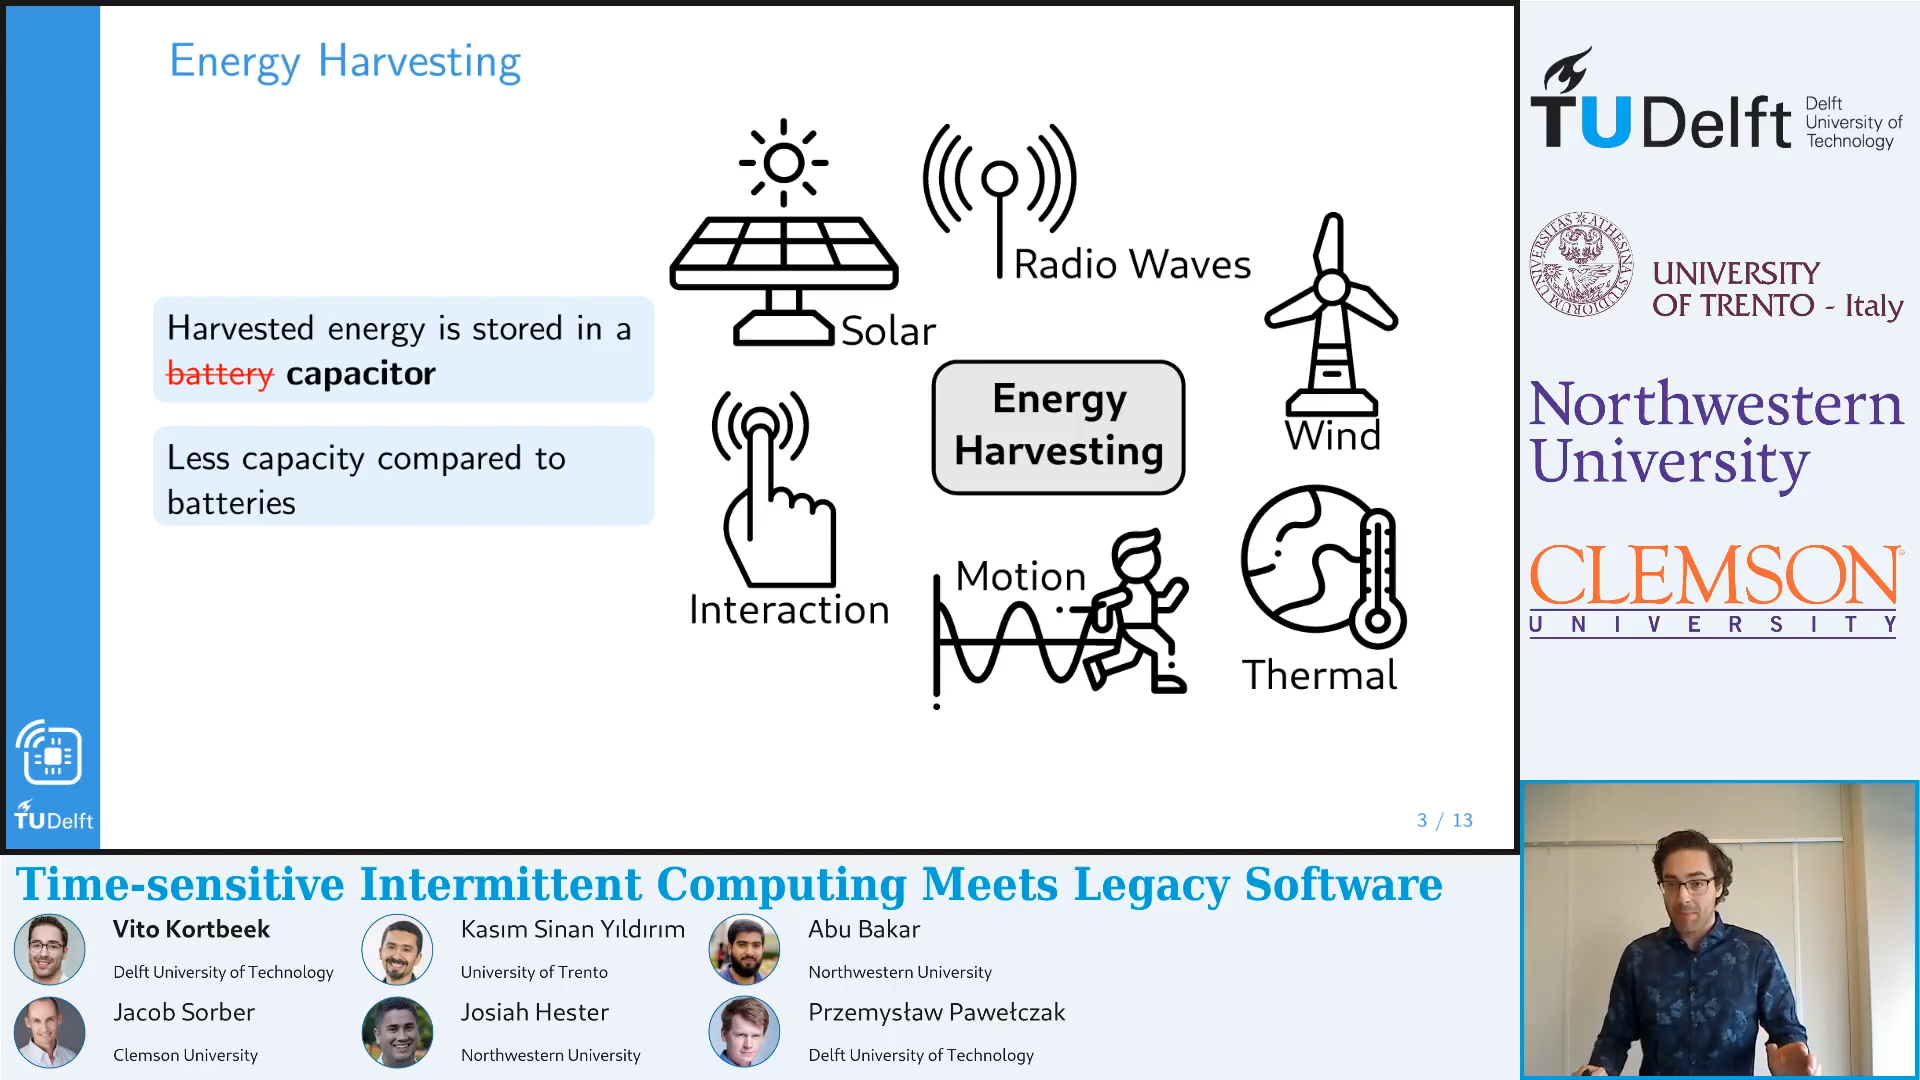 Energy Harvesting
Harvested energy is stored in a
battery capacitor
Less capacity compared to
batteries
Solar
Radio Waves
Wind
Energy
Harvesting
Interaction
Motion
Thermal
TUDelft
3 / 13
TUDelft
Delft
University of
Technology
UNIVERSITY
OF TRENTO - Italy
Northwestern
University
CLEMSON
UNIVERSITY
Time-sensitive Intermittent Computing Meets Legacy Software
Vito Kortbeek
Delft University of Technology
Kasım Sinan Yıldırım
University of Trento
Abu Bakar
Northwestern University
Jacob Sorber
Clemson University
Josiah Hester
Northwestern University
Przemysław Pawełczak
Delft University of Technology